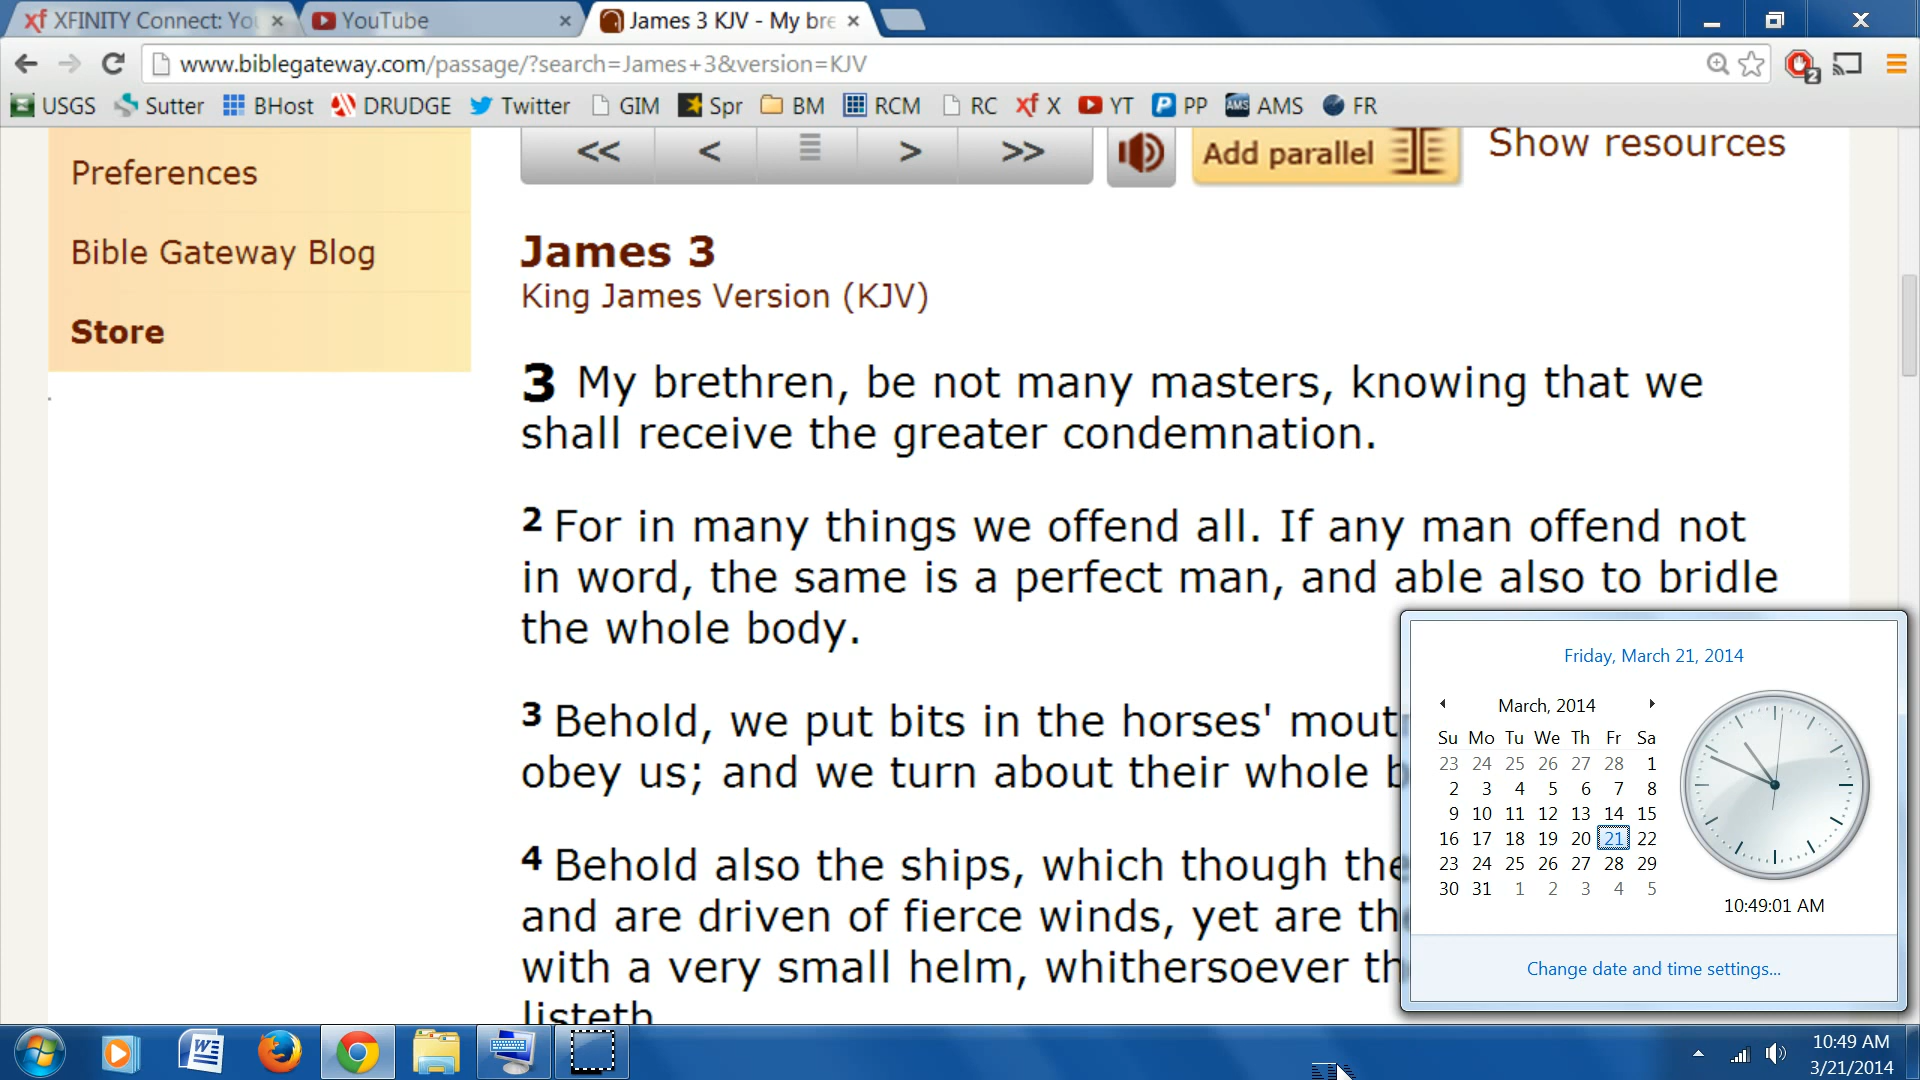 XFINITY Connect: Yo
YouTube
James 3 KJV - My bre
www.biblegateway.com/passage/?search=James+3&version=KJV
2
USGS Sutter BHost DRUDGE Twitter GIM Spr BM RCM RC X YT PP AMS FR
<< < > >> Add parallel Show resources
Preferences
Bible Gateway Blog
Store
James 3
King James Version (KJV)
3 My brethren, be not many masters, knowing that we
shall receive the greater condemnation.
2 For in many things we offend all. If any man offend not
in word, the same is a perfect man, and able also to bridle
the whole body.
3 Behold, we put bits in the horses' mout
obey us; and we turn about their whole b
4 Behold also the ships, which though the
and are driven of fierce winds, yet are th
with a very small helm, whithersoever th
listeth
Friday, March 21, 2014
March, 2014
Su Mo Tu We Th Fr Sa
23 24 25 26 27 28 1
2 3 4 5 6 7 8
9 10 11 12 13 14 15
16 17 18 19 20 21 22
23 24 25 26 27 28 29
30 31 1 2 3 4 5
10:49:01 AM
Change date and time settings...
10:49 AM
3/21/2014